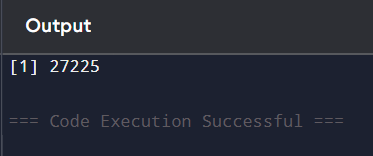 Output
[1] 27225
=== Code Execution Successful ===